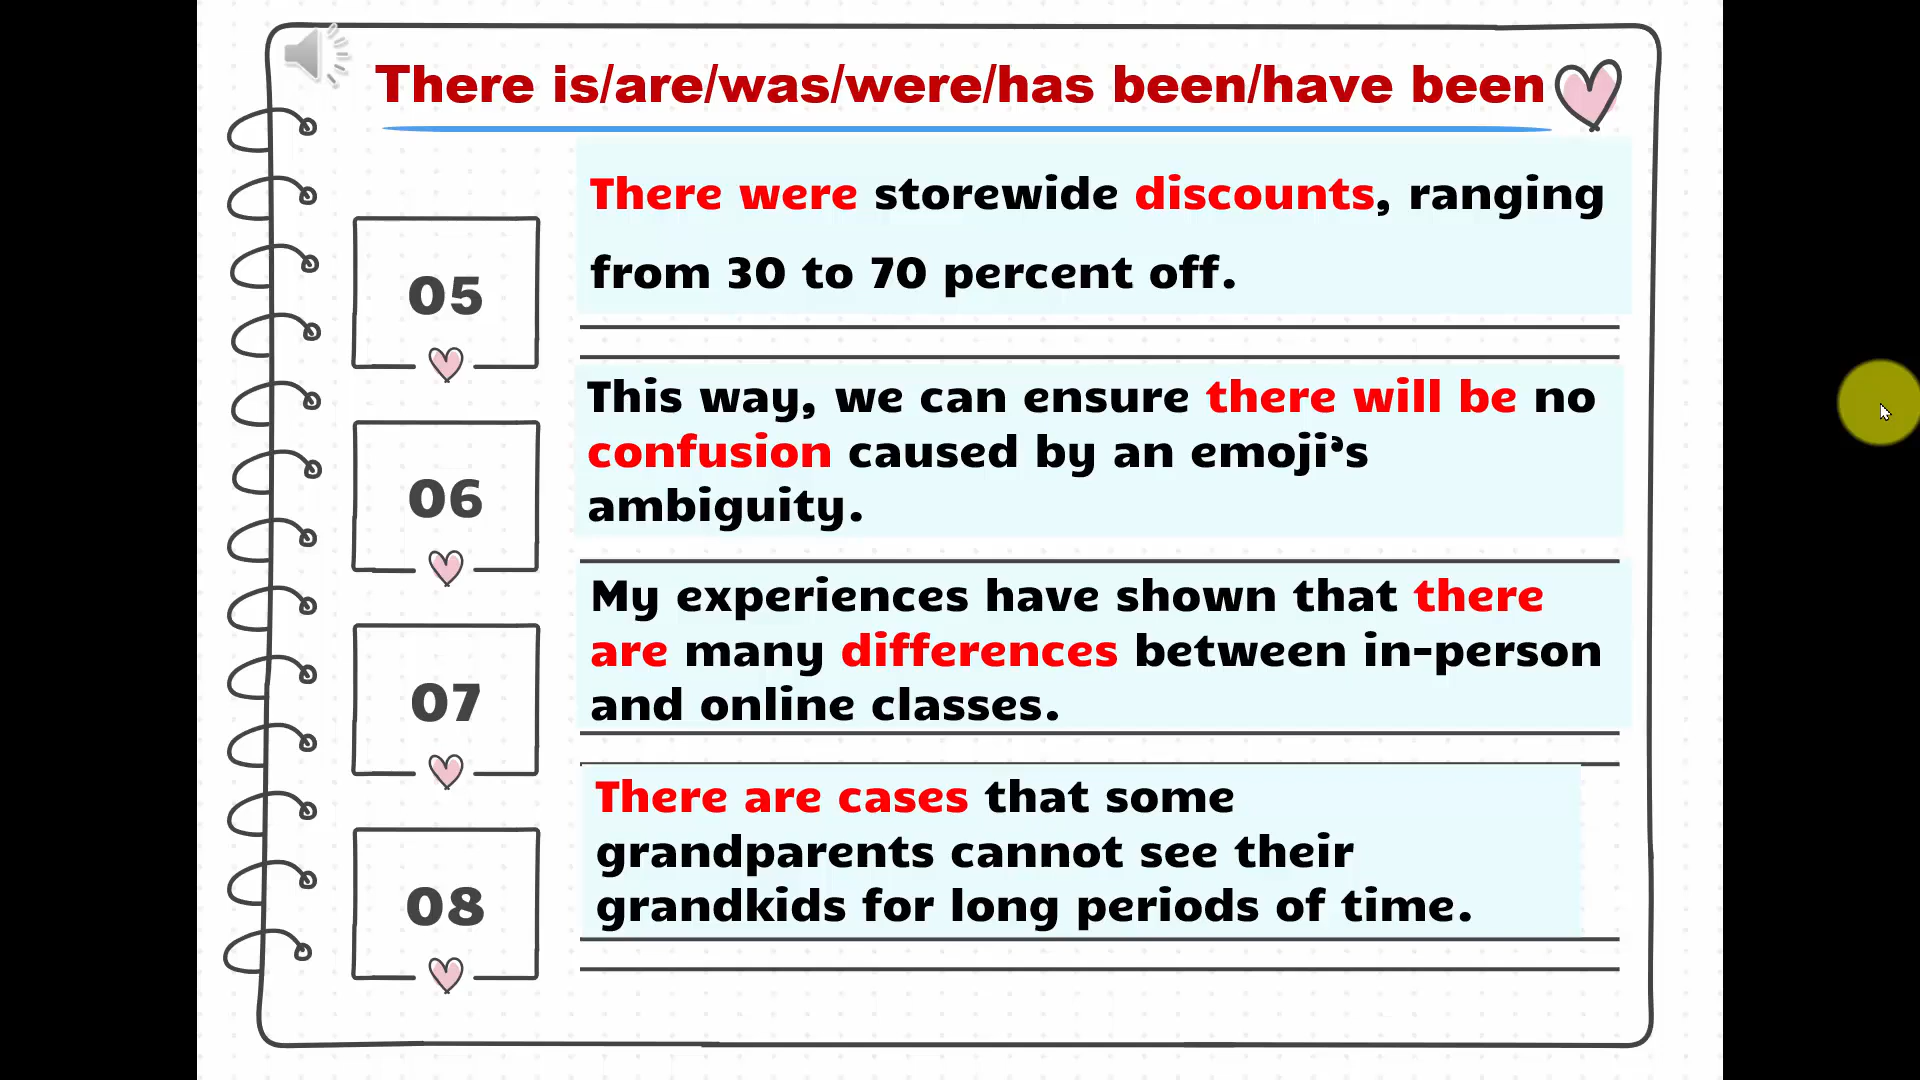 There is/are/was/were/has been/have been
05
There were storewide discounts, ranging
from 30 to 70 percent off.
06
This way, we can ensure there will be no
confusion caused by an emoji’s
ambiguity.
07
My experiences have shown that there
are many differences between in-person
and online classes.
08
There are cases that some
grandparents cannot see their
grandkids for long periods of time.